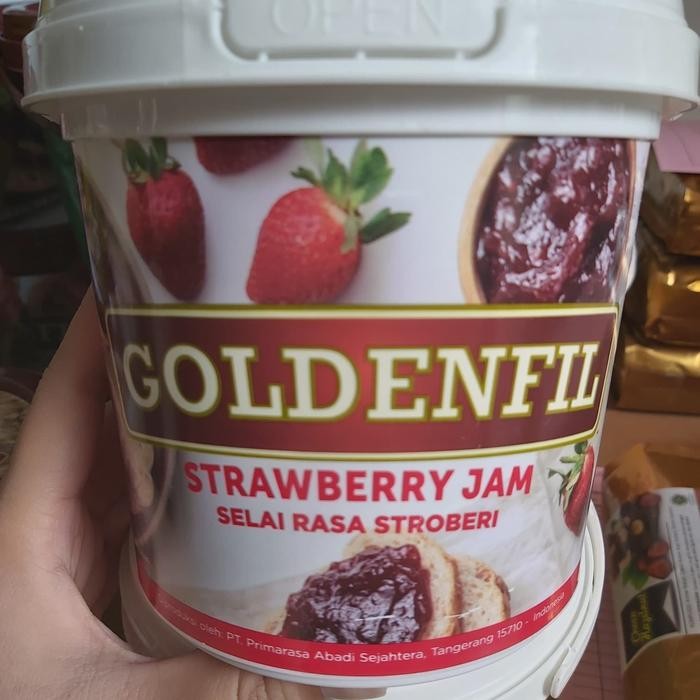 OPEN
GOLDENFIL
STRAWBERRY JAM
SELAI RASA STROBERI
Diproduksi oleh: PT. Primarasa Abadi Sejahtera, Tangerang 15710 - Indonesia